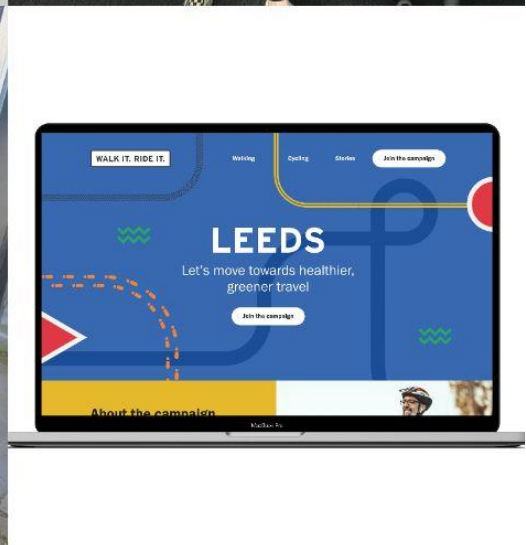 WALK IT. RIDE IT.
Walking Cycling Stories Join the campaign
LEEDS
Let's move towards healthier,
greener travel
Join the campaign
About the campaign
MacBook Pro